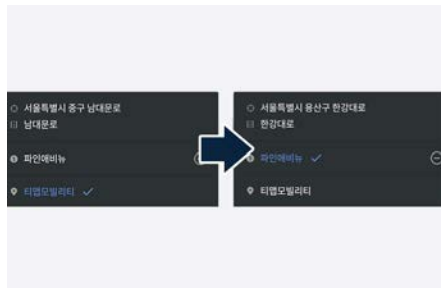 서울특별시 중구 남대문로
남대문로
파인애비뉴
티맵모빌리티
서울특별시 용산구 한강대로
한강대로
파인애비뉴
티맵모빌리티